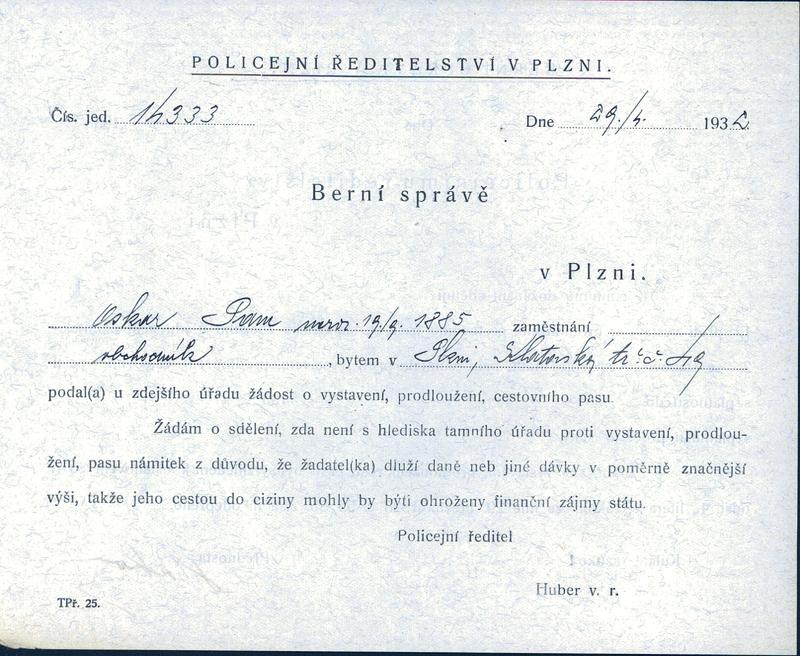 POLICEJNÍ ŘEDITELSTVÍ V PLZNI.
Čís. jed. 14333 Dne 29./4. 1932
Berní správě
v Plzni.
Oskar Pam naroz. 19./9. 1885 zaměstnání
obchodník, bytem v Plzni, Klatovská tř. č.
podal(a) u zdejšího úřadu žádost o vystavení, prodloužení, cestovního pasu.
Žádám o sdělení, zda není s hlediska tamního úřadu proti vystavení, prodlou-
žení, pasu námitek z důvodu, že žadatel(ka) dluží daně neb jiné dávky v poměrně značnější
výši, takže jeho cestou do ciziny mohly by býti ohroženy finanční zájmy státu.
Policejní ředitel
Huber v. r.
TPř. 25.